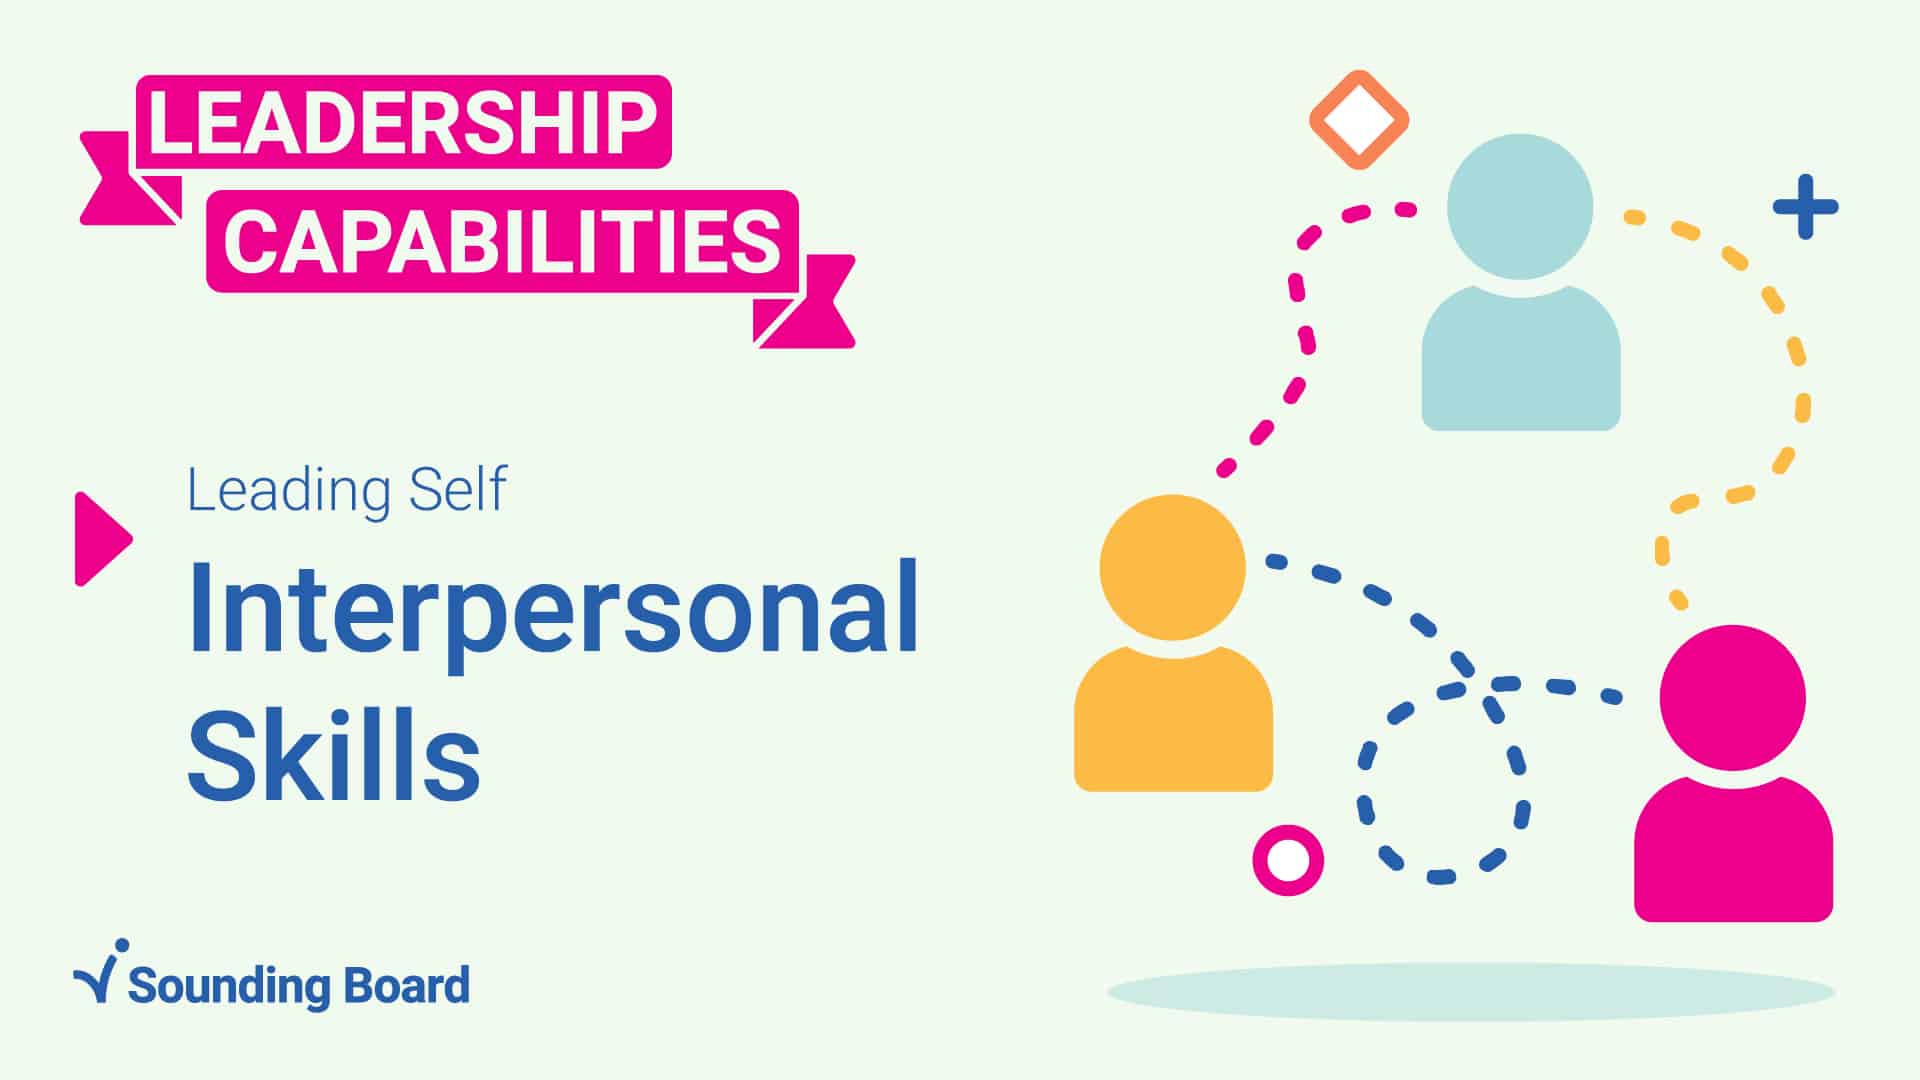 LEADERSHIP
CAPABILITIES
Leading Self
Interpersonal
Skills
Sounding Board